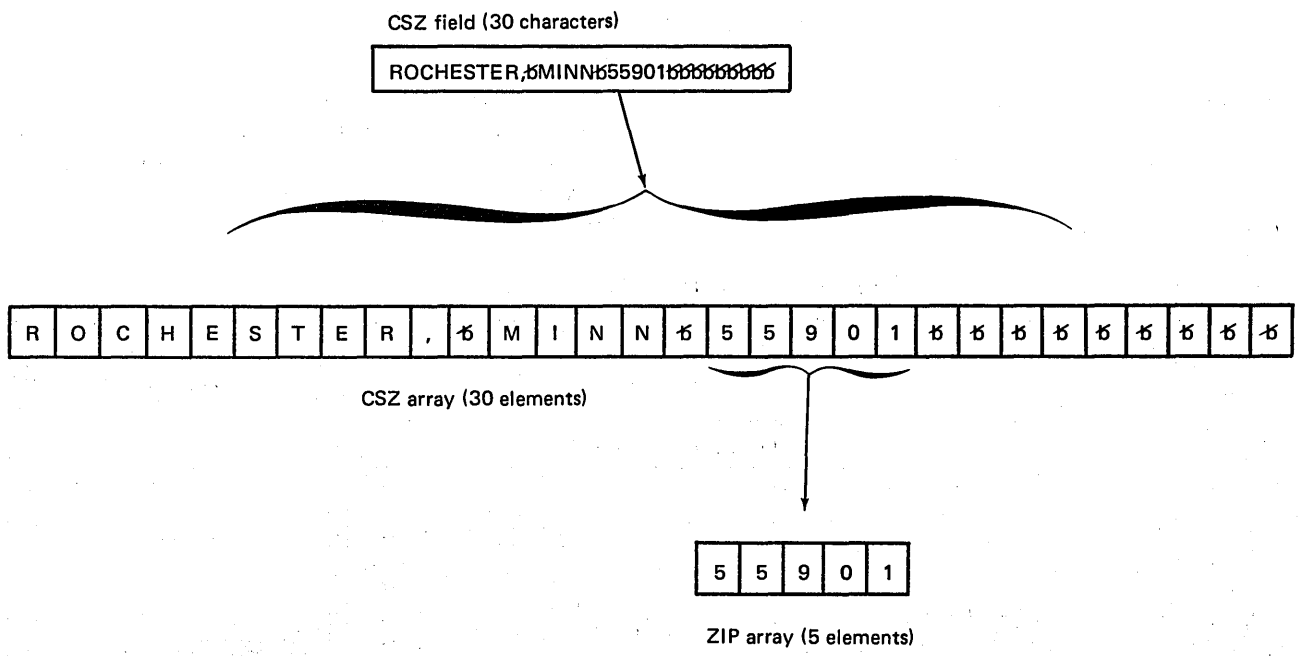 CSZ field (30 characters)
ROCHESTER,ƀMINNƀ55901ƀƀƀƀƀƀƀƀƀ
R O C H E S T E R , ƀ M I N N ƀ 5 5 9 0 1 ƀ ƀ ƀ ƀ ƀ ƀ ƀ ƀ ƀ
CSZ array (30 elements)
5 5 9 0 1
ZIP array (5 elements)